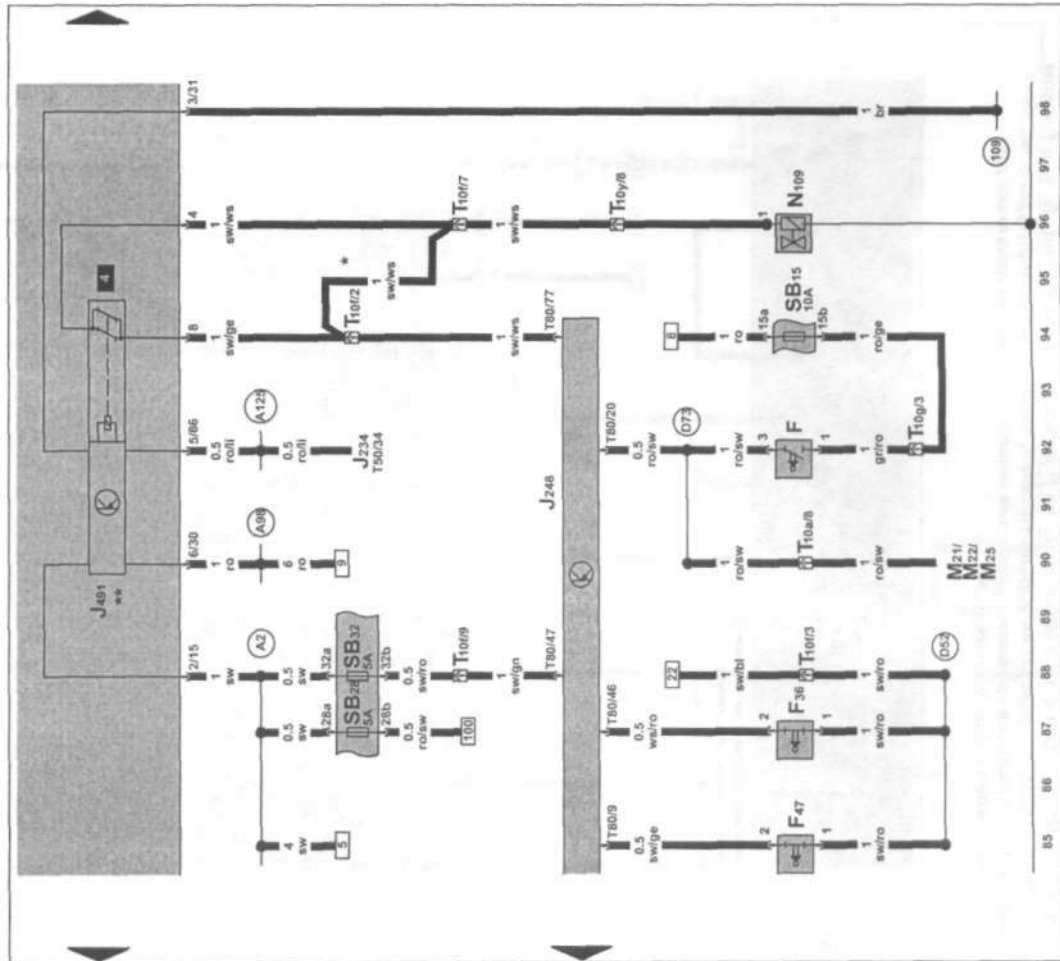 3/31
1
br
109
4
1
sw/ws
T10f/7
1
sw/ws
T10y/8
1
N109
*
1
sw/ws
4
8
1
sw/ge
T10f/2
1
sw/ws
T80/77
8
1
ro
15a
SB15
10A
15b
1
ro/ge
5/86
0.5
ro/li
A125
0.5
ro/li
J234
T50/34
T80/20
0.5
ro/sw
D73
1
ro/sw
3
F
1
1
gr/ro
T10g/3
6/30
1
ro
A98
6
ro
9
J248
1
ro/sw
T10a/8
1
ro/sw
M21/
M22/
M25
J491
**
2/15
1
sw
A2
0.5
sw
32a
SB32
5A
32b
0.5
sw/ro
T10f/9
1
sw/gn
T80/47
22
1
sw/bl
T10f/3
1
sw/ro
D52
0.5
sw
28a
SB28
5A
28b
0.5
ro/sw
100
T80/46
0.5
ws/ro
2
F36
1
1
sw/ro
4
sw
5
T80/9
0.5
sw/ge
2
F47
1
1
sw/ro
85
86
87
88
89
90
91
92
93
94
95
96
97
98